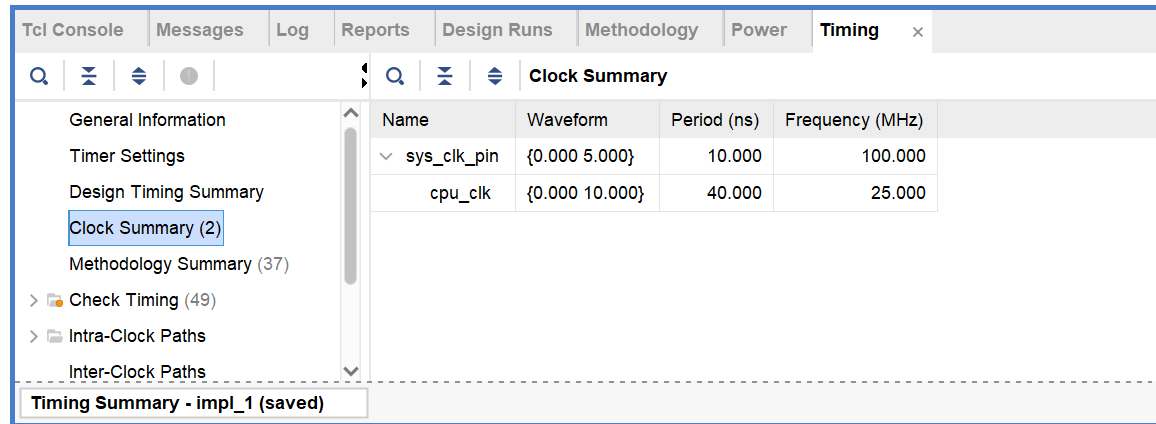 Tcl Console Messages Log Reports Design Runs Methodology Power Timing ×
Clock Summary
General Information
Timer Settings
Design Timing Summary
Clock Summary (2)
Methodology Summary (37)
Check Timing (49)
Intra-Clock Paths
Inter-Clock Paths
Name Waveform Period (ns) Frequency (MHz)
sys_clk_pin {0.000 5.000} 10.000 100.000
cpu_clk {0.000 10.000} 40.000 25.000
Timing Summary - impl_1 (saved)